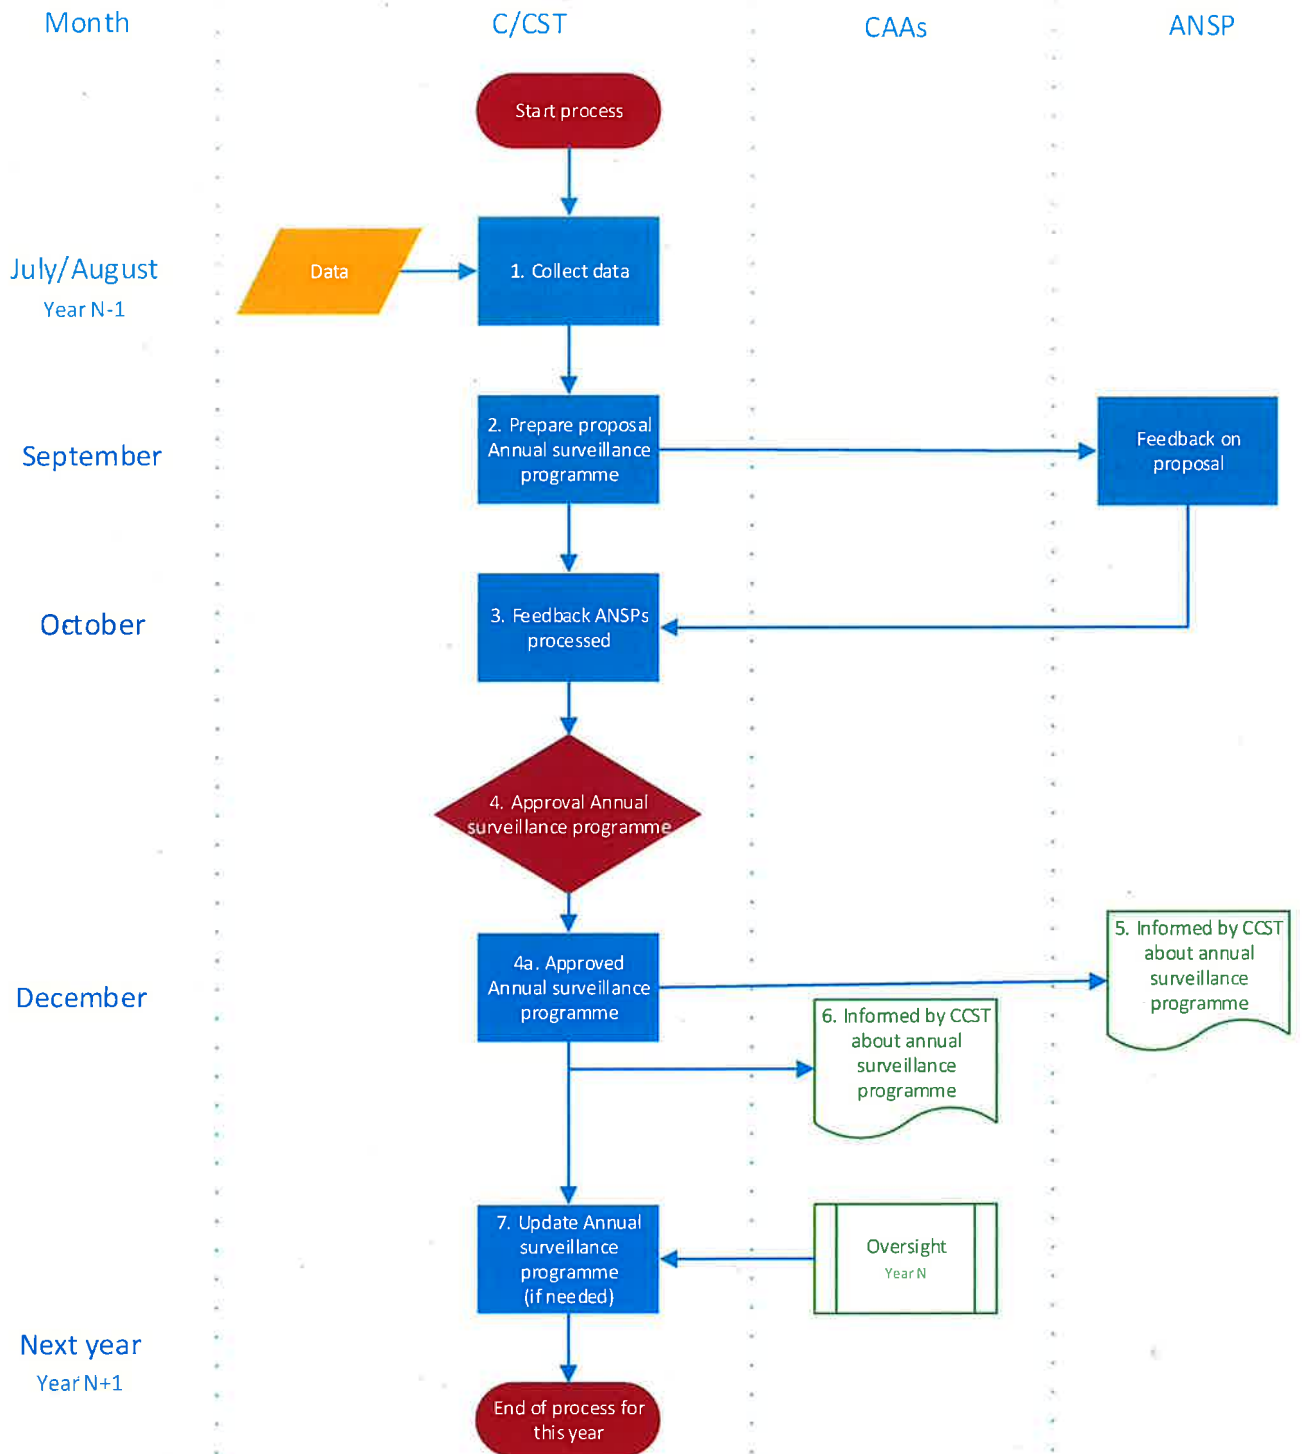 Month
C/CST
CAAs
ANSP
Start process
July/August
Year N-1
Data
1. Collect data
September
2. Prepare proposal
Annual surveillance
programme
Feedback on
proposal
October
3. Feedback ANSPs
processed
4. Approval Annual
surveillance programme
December
4a. Approved
Annual surveillance
programme
5. Informed by CCST
about annual
surveillance
programme
6. Informed by CCST
about annual
surveillance
programme
7. Update Annual
surveillance
programme
(if needed)
Oversight
Year N
Next year
Year N+1
End of process for
this year